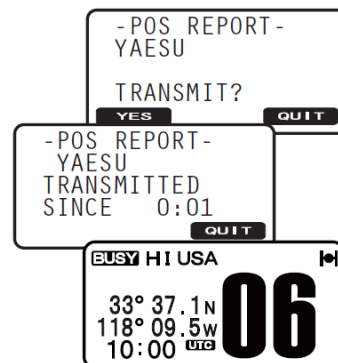 -POS REPORT-
YAESU
TRANSMIT?
YES QUIT
-POS REPORT-
YAESU
TRANSMITTED
SINCE 0:01
QUIT
BUSY HI USA
06
33° 37.1N
118° 09.5W
10:00 UTC